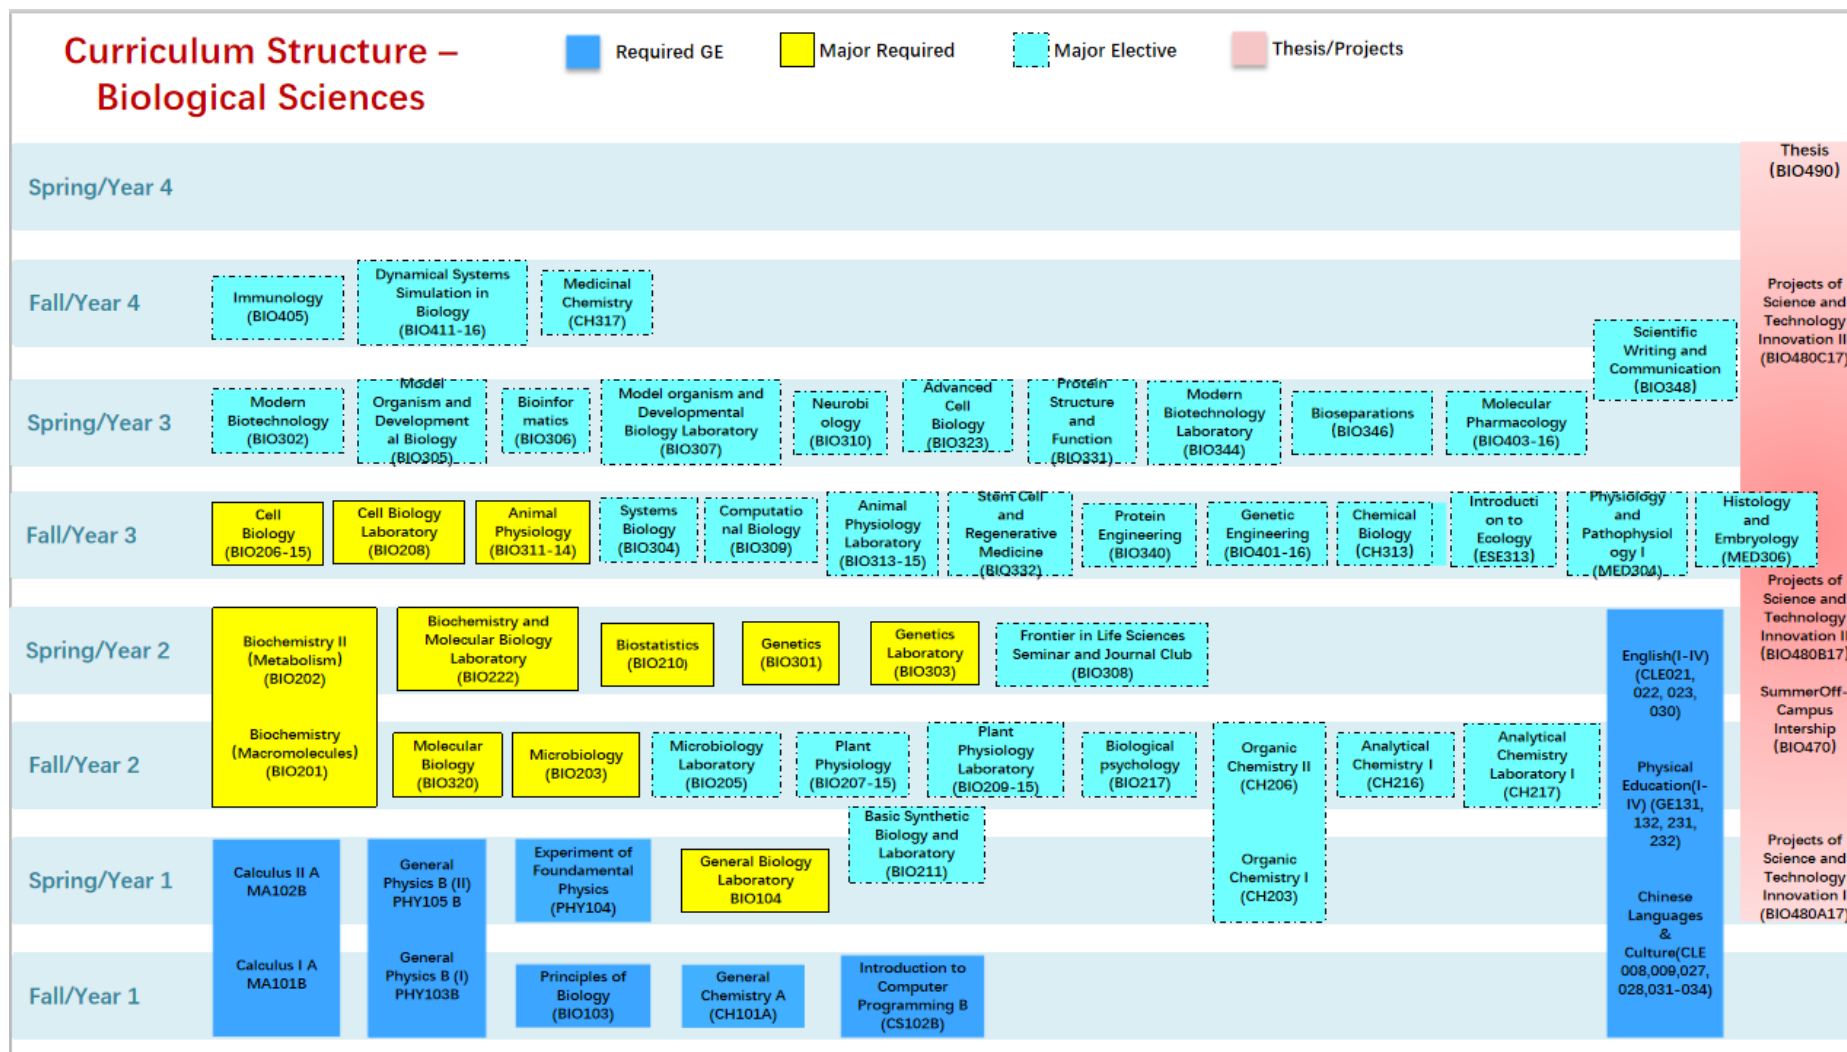 Curriculum Structure –
Biological Sciences
Required GE
Major Required
Major Elective
Thesis/Projects
Spring/Year 4
Thesis
(BIO490)
Fall/Year 4
Immunology
(BIO405)
Dynamical Systems
Simulation in
Biology
(BIO411-16)
Medicinal
Chemistry
(CH317)
Scientific
Writing and
Communication
(BIO348)
Projects of
Science and
Technology
Innovation III
(BIO480C17)
Spring/Year 3
Modern
Biotechnology
(BIO302)
Model
Organism and
Development
al Biology
(BIO305)
Bioinfor
matics
(BIO306)
Model organism and
Developmental
Biology Laboratory
(BIO307)
Neurobi
ology
(BIO310)
Advanced
Cell
Biology
(BIO323)
Protein
Structure
and
Function
(BIO331)
Modern
Biotechnology
Laboratory
(BIO344)
Bioseparations
(BIO346)
Molecular
Pharmacology
(BIO403-16)
Fall/Year 3
Cell
Biology
(BIO206-15)
Cell Biology
Laboratory
(BIO208)
Animal
Physiology
(BIO311-14)
Systems
Biology
(BIO304)
Computatio
nal Biology
(BIO309)
Animal
Physiology
Laboratory
(BIO313-15)
Stem Cell
and
Regenerative
Medicine
(BIO332)
Protein
Engineering
(BIO340)
Genetic
Engineering
(BIO401-16)
Chemical
Biology
(CH313)
Introducti
on to
Ecology
(ESE313)
Physiology
and
Pathophysiol
ogy I
(MED304)
Histology
and
Embryology
(MED306)
Projects of
Science and
Technology
Innovation II
(BIO480B17)
Spring/Year 2
Biochemistry II
(Metabolism)
(BIO202)
Biochemistry and
Molecular Biology
Laboratory
(BIO222)
Biostatistics
(BIO210)
Genetics
(BIO301)
Genetics
Laboratory
(BIO303)
Frontier in Life Sciences
Seminar and Journal Club
(BIO308)
English(I-IV)
(CLE021,
022, 023,
030)
SummerOff-
Campus
Intership
(BIO470)
Fall/Year 2
Biochemistry
(Macromolecules)
(BIO201)
Molecular
Biology
(BIO320)
Microbiology
(BIO203)
Microbiology
Laboratory
(BIO205)
Plant
Physiology
(BIO207-15)
Plant
Physiology
Laboratory
(BIO209-15)
Biological
psychology
(BIO217)
Organic
Chemistry II
(CH206)
Analytical
Chemistry I
(CH216)
Analytical
Chemistry
Laboratory I
(CH217)
Physical
Education(I-
IV) (GE131,
132, 231,
232)
Spring/Year 1
Calculus II A
MA102B
General
Physics B (II)
PHY105 B
Experiment of
Foundamental
Physics
(PHY104)
General Biology
Laboratory
BIO104
Basic Synthetic
Biology and
Laboratory
(BIO211)
Organic
Chemistry I
(CH203)
Projects of
Science and
Technology
Innovation I
(BIO480A17)
Chinese
Languages
&
Culture(CLE
008,009,027,
028,031-034)
Fall/Year 1
Calculus I A
MA101B
General
Physics B (I)
PHY103B
Principles of
Biology
(BIO103)
General
Chemistry A
(CH101A)
Introduction to
Computer
Programming B
(CS102B)